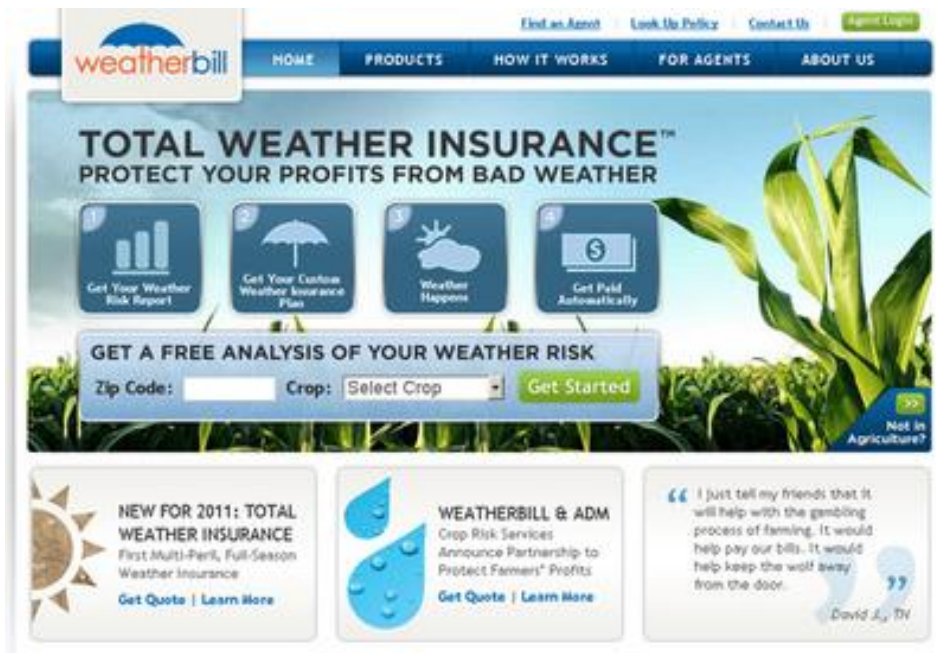 Find an Agent
Look Up Policy
Contact Us
Agent Login
weatherbill
HOME
PRODUCTS
HOW IT WORKS
FOR AGENTS
ABOUT US
TOTAL WEATHER INSURANCE™
PROTECT YOUR PROFITS FROM BAD WEATHER
1
Get Your Weather
Risk Report
2
Get Your Custom
Weather Insurance
Plan
3
Weather
Happens
4
Get Paid
Automatically
GET A FREE ANALYSIS OF YOUR WEATHER RISK
Zip Code:
Crop:
Select Crop
Get Started
>>
Not in
Agriculture?
NEW FOR 2011: TOTAL
WEATHER INSURANCE
First Multi-Peril, Full-Season
Weather Insurance
Get Quote | Learn More
WEATHERBILL & ADM
Crop Risk Services
Announce Partnership to
Protect Farmers' Profits
Get Quote | Learn More
“ I just tell my friends that it
will help with the gambling
process of farming. It would
help pay our bills. It would
help keep the wolf away
from the door. ”
David J., TN